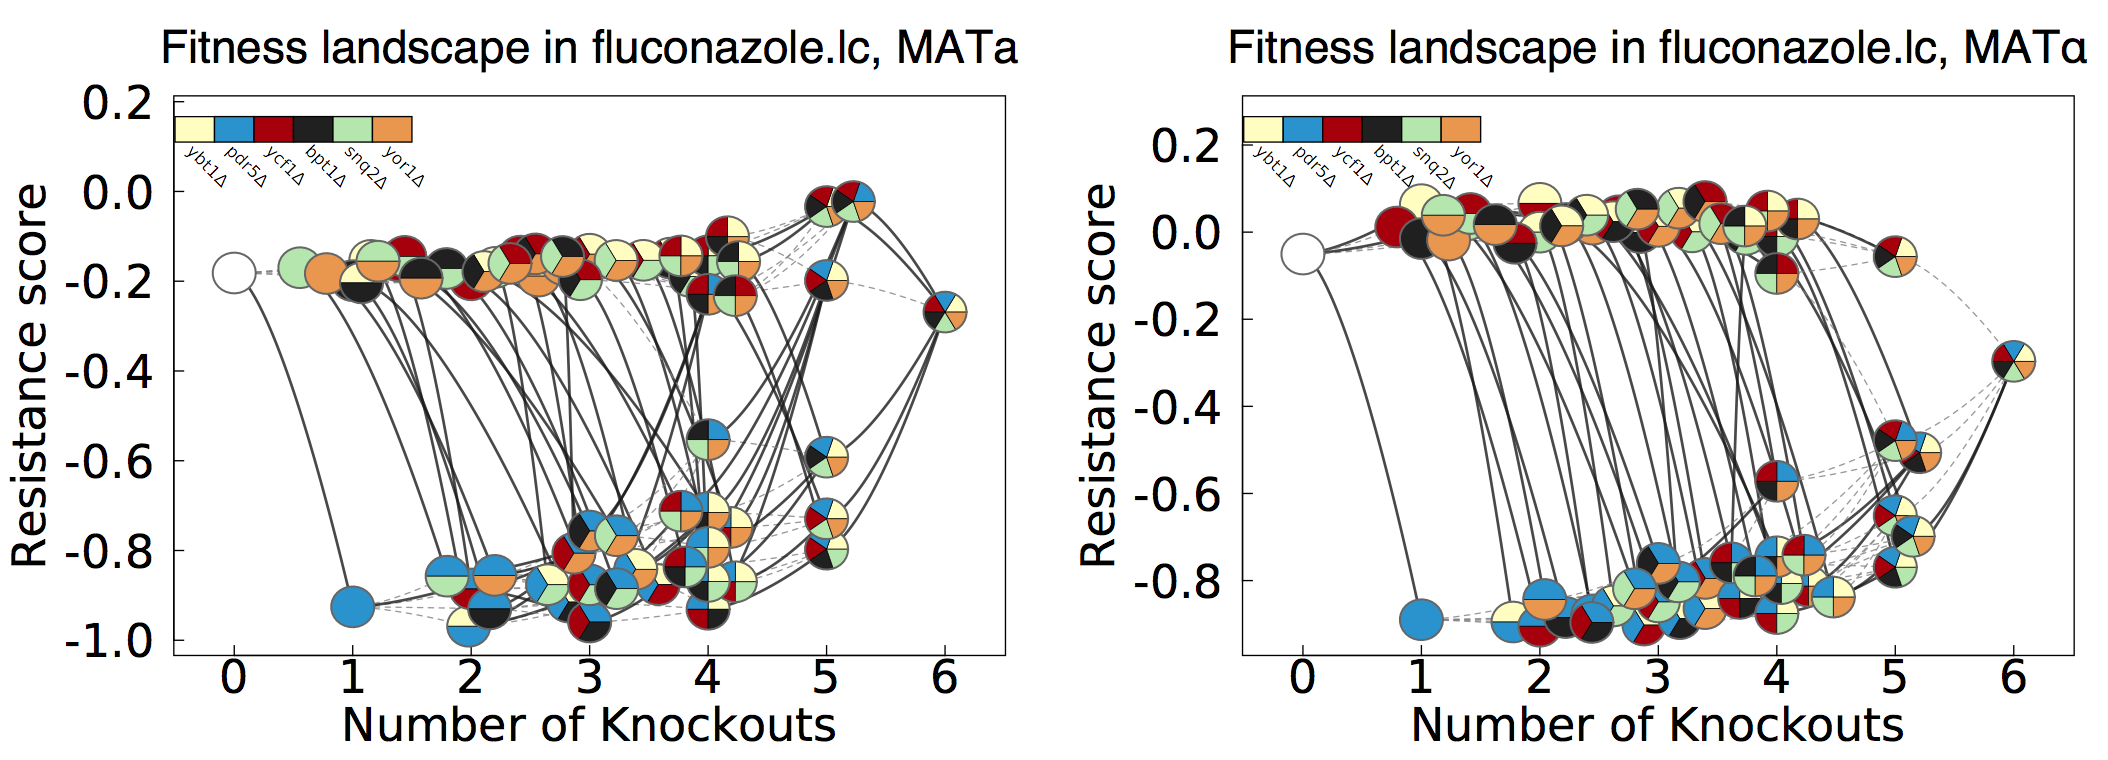 Fitness landscape in fluconazole.lc, MATa
0.2
0.0
-0.2
-0.4
-0.6
-0.8
-1.0
ybt1Δ pdr5Δ ycf1Δ bpt1Δ snq2Δ yor1Δ
Resistance score
0 1 2 3 4 5 6
Number of Knockouts
Fitness landscape in fluconazole.lc, MATα
0.2
0.0
-0.2
-0.4
-0.6
-0.8
ybt1Δ pdr5Δ ycf1Δ bpt1Δ snq2Δ yor1Δ
Resistance score
0 1 2 3 4 5 6
Number of Knockouts